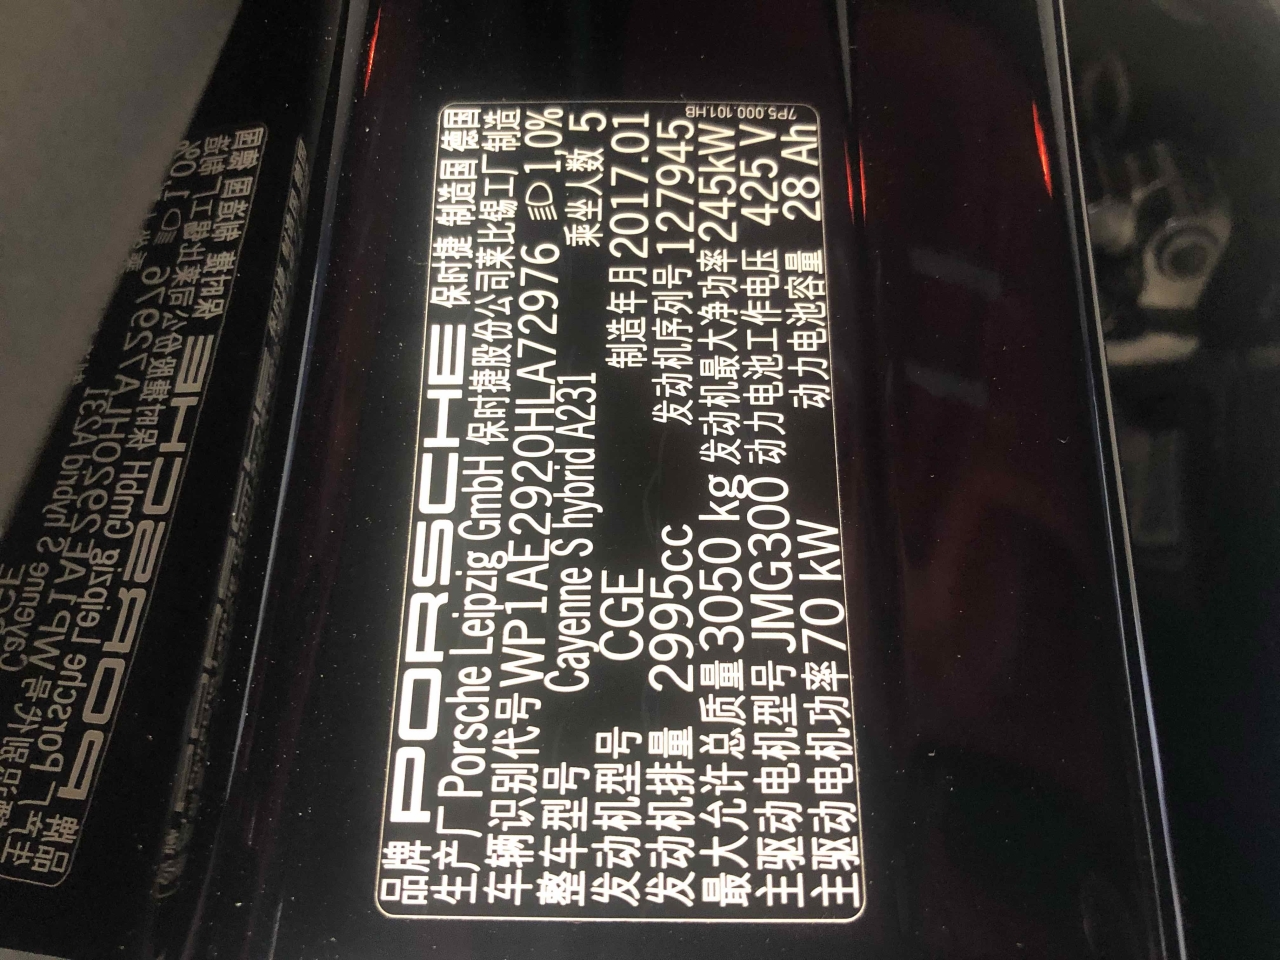 品牌 PORSCHE 保时捷 制造国 德国
生产厂 Porsche Leipzig GmbH 保时捷股份公司莱比锡工厂 制造
车辆识别代号 WP1AE2920HLA72976 1,0%
整车型号 Cayenne S hybrid A231 乘坐人数 5
发动机型号 CGE 制造年月 2017.01
发动机排量 2995cc 发动机序列号 127945
最大允许总质量 3050 kg 发动机最大净功率 245kW
主驱动电机型号 JMG300 动力电池工作电压 425 V
主驱动电机功率 70 kW 动力电池容量 28 Ah
7P5.000.101.HB